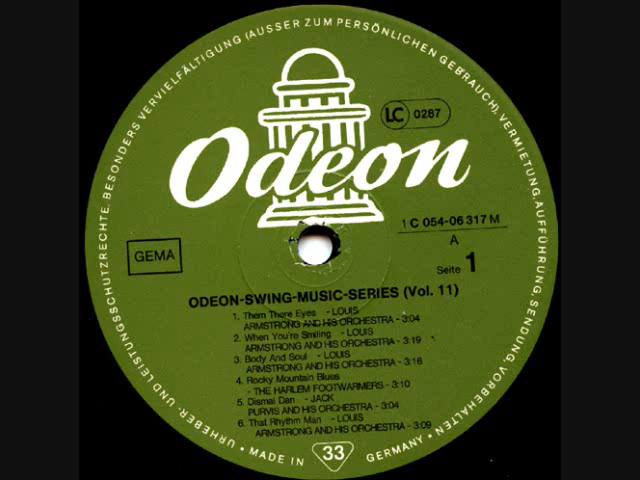 URHEBER- UND LEISTUNGSSCHUTZRECHTE, BESONDERS VERVIELFÄLTIGUNG (AUSSER ZUM PERSÖNLICHEN GEBRAUCH), VERMIETUNG, AUFFÜHRUNG, SENDUNG, VORBEHALTEN •
Odeon
LC 0287
1 C 054-06 317 M
A
Seite 1
GEMA
ODEON-SWING-MUSIC-SERIES (Vol. 11)
1. Them There Eyes - LOUIS
ARMSTRONG AND HIS ORCHESTRA - 3:04
2. When You're Smiling - LOUIS
ARMSTRONG AND HIS ORCHESTRA - 3:19
3. Body And Soul - LOUIS
ARMSTRONG AND HIS ORCHESTRA - 3:16
4. Rocky Mountain Blues
- THE HARLEM FOOTWARMERS - 3:10
5. Dismal Dan - JACK
PURVIS AND HIS ORCHESTRA - 3:04
6. That Rhythm Man - LOUIS
ARMSTRONG AND HIS ORCHESTRA - 3:09
• MADE IN 33 GERMANY •